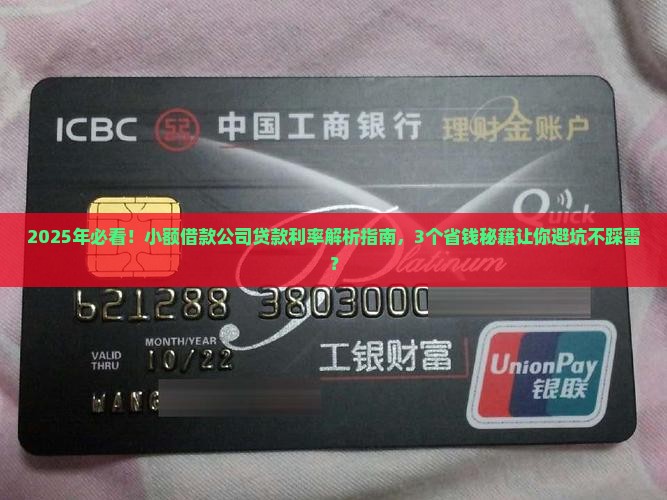 ICBC 中国工商银行 理财金账户
Quick
2025年必看！小额借款公司贷款利率解析指南，3个省钱秘籍让你避坑不踩雷
？
Platinum
621288 3803000
MONTH/YEAR
VALID
THRU 10/22
工银财富
UnionPay
银联
WANG